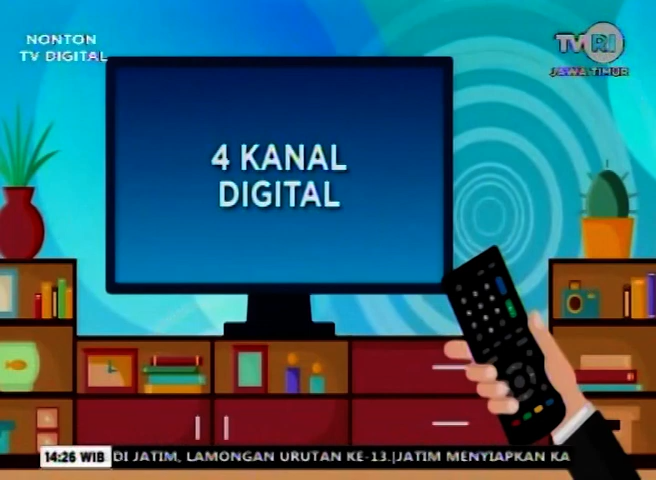 NONTON
TV DIGITAL
TVRI
JAWA TIMUR
4 KANAL
DIGITAL
14:26 WIB DI JATIM, LAMONGAN URUTAN KE-13.|JATIM MENYIAPKAN KA